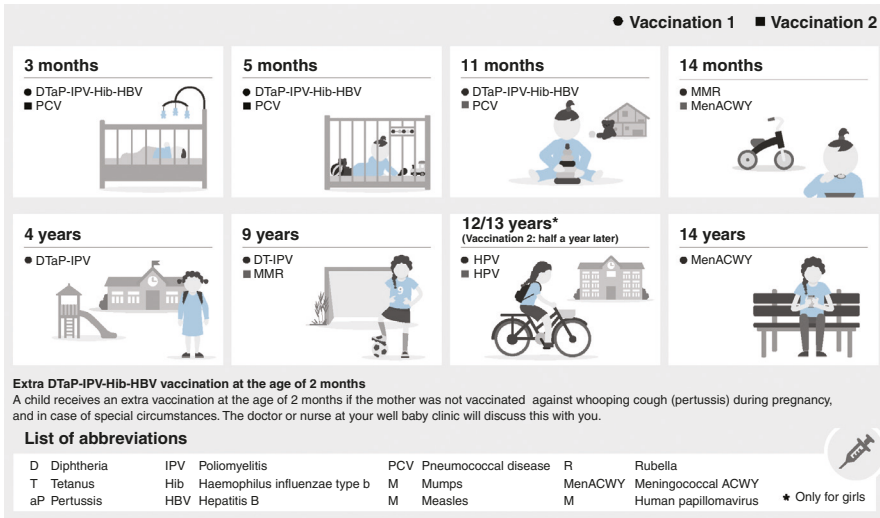 ● Vaccination 1 ■ Vaccination 2
3 months
● DTaP-IPV-Hib-HBV
■ PCV
5 months
● DTaP-IPV-Hib-HBV
■ PCV
11 months
● DTaP-IPV-Hib-HBV
■ PCV
14 months
● MMR
■ MenACWY
4 years
● DTaP-IPV
9 years
● DT-IPV
■ MMR
9
12/13 years*
(Vaccination 2: half a year later)
● HPV
■ HPV
14 years
● MenACWY
Extra DTaP-IPV-Hib-HBV vaccination at the age of 2 months
A child receives an extra vaccination at the age of 2 months if the mother was not vaccinated against whooping cough (pertussis) during pregnancy,
and in case of special circumstances. The doctor or nurse at your well baby clinic will discuss this with you.
List of abbreviations
D Diphtheria IPV Poliomyelitis PCV Pneumococcal disease R Rubella
T Tetanus Hib Haemophilus influenzae type b M Mumps MenACWY Meningococcal ACWY
aP Pertussis HBV Hepatitis B M Measles M Human papillomavirus * Only for girls